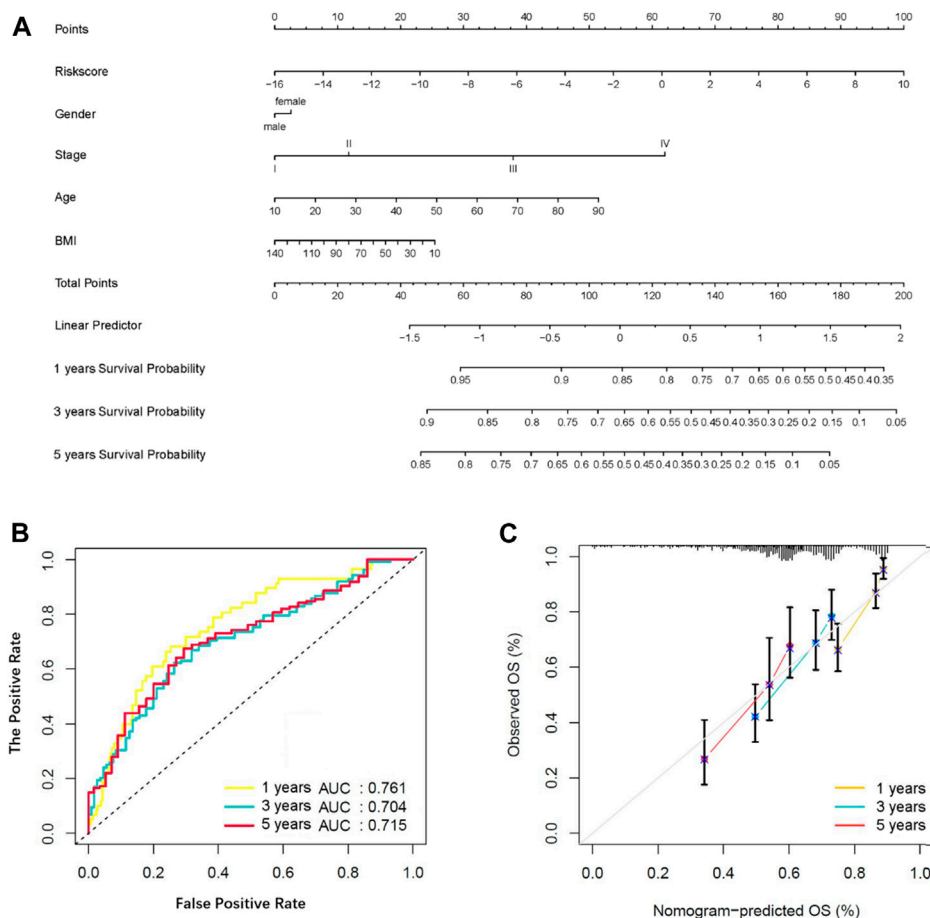 A
Points
0 10 20 30 40 50 60 70 80 90 100
Riskscore
−16 −14 −12 −10 −8 −6 −4 −2 0 2 4 6 8 10
Gender
female
male
Stage
II IV
I III
Age
10 20 30 40 50 60 70 80 90
BMI
140 110 90 70 50 30 10
Total Points
0 20 40 60 80 100 120 140 160 180 200
Linear Predictor
−1.5 −1 −0.5 0 0.5 1 1.5 2
1 years Survival Probability
0.95 0.9 0.85 0.8 0.75 0.7 0.65 0.6 0.55 0.5 0.45 0.4 0.35
3 years Survival Probability
0.9 0.85 0.8 0.75 0.7 0.65 0.6 0.55 0.5 0.45 0.4 0.35 0.3 0.25 0.2 0.15 0.1 0.05
5 years Survival Probability
0.85 0.8 0.75 0.7 0.65 0.6 0.55 0.5 0.45 0.4 0.35 0.3 0.25 0.2 0.15 0.1 0.05
B
The Positive Rate
1.0
0.8
0.6
0.4
0.2
0.0
1 years AUC : 0.761
3 years AUC : 0.704
5 years AUC : 0.715
0.0 0.2 0.4 0.6 0.8 1.0
False Positive Rate
C
Observed OS (%)
1.0
0.8
0.6
0.4
0.2
0.0
1 years
3 years
5 years
0.0 0.2 0.4 0.6 0.8 1.0
Nomogram−predicted OS (%)